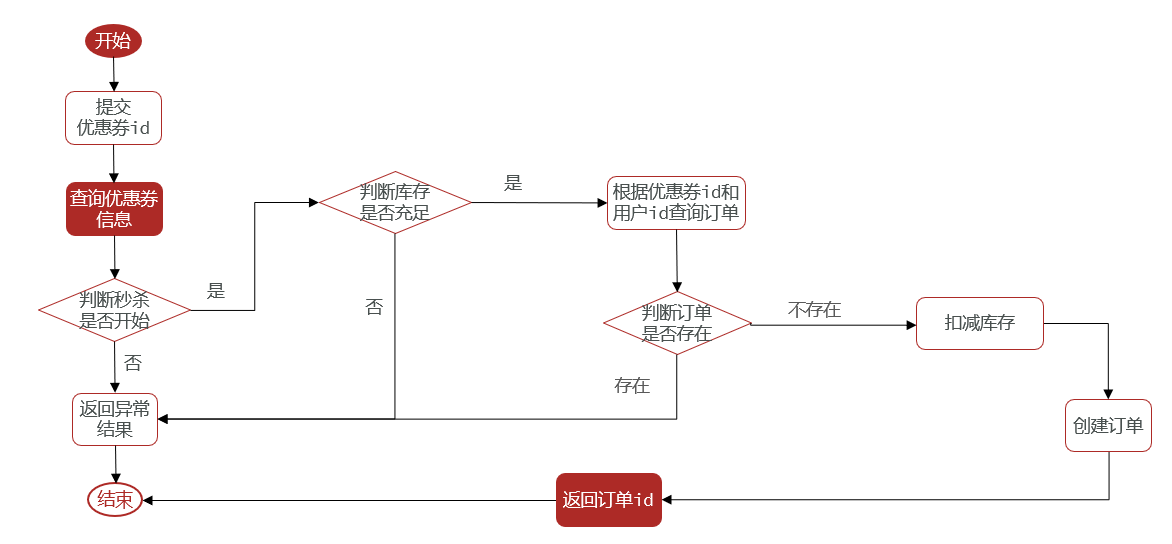 开始
提交
优惠券id
查询优惠券
信息
判断秒杀
是否开始
是
否
判断库存
是否充足
是
否
根据优惠券id和
用户id查询订单
判断订单
是否存在
不存在
存在
扣减库存
创建订单
返回异常
结果
返回订单id
结束